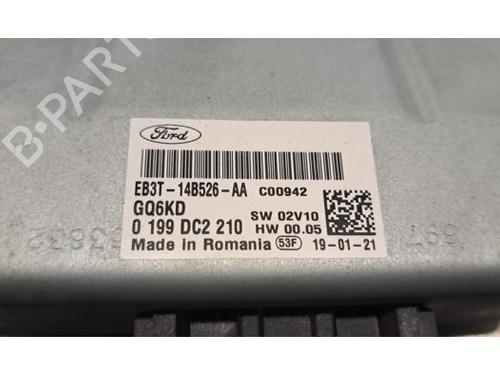 B-PARTS
Ford
EB3T-14B526-AA C00942
GQ6KD
SW 02V10
0 199 DC2 210
HW 00.05
Made in Romania 53F 19-01-21